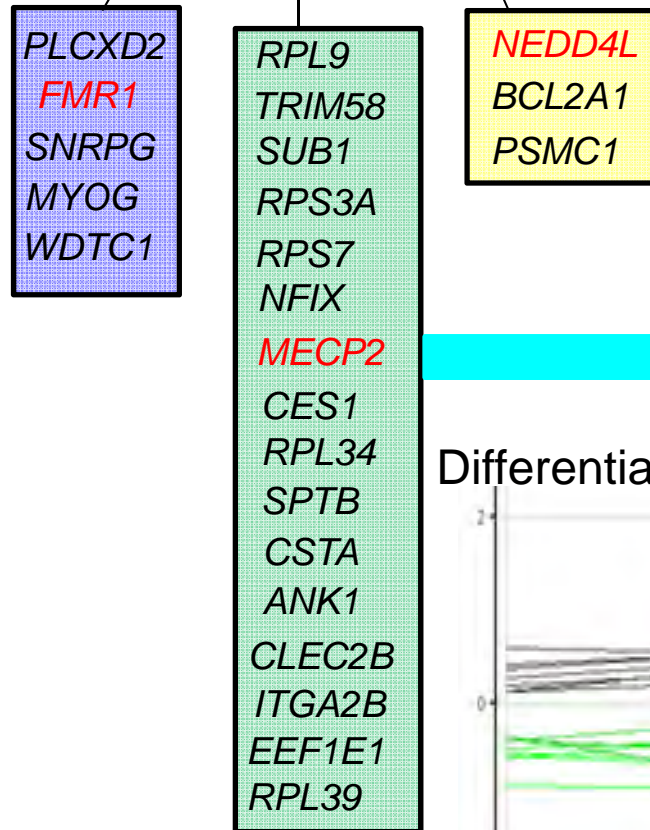 PLCXD2
FMR1
SNRPG
MYOG
WDTC1
RPL9
TRIM58
SUB1
RPS3A
RPS7
NFIX
MECP2
CES1
RPL34
SPTB
CSTA
ANK1
CLEC2B
ITGA2B
EEF1E1
RPL39
NEDD4L
BCL2A1
PSMC1
Differentia
2
0